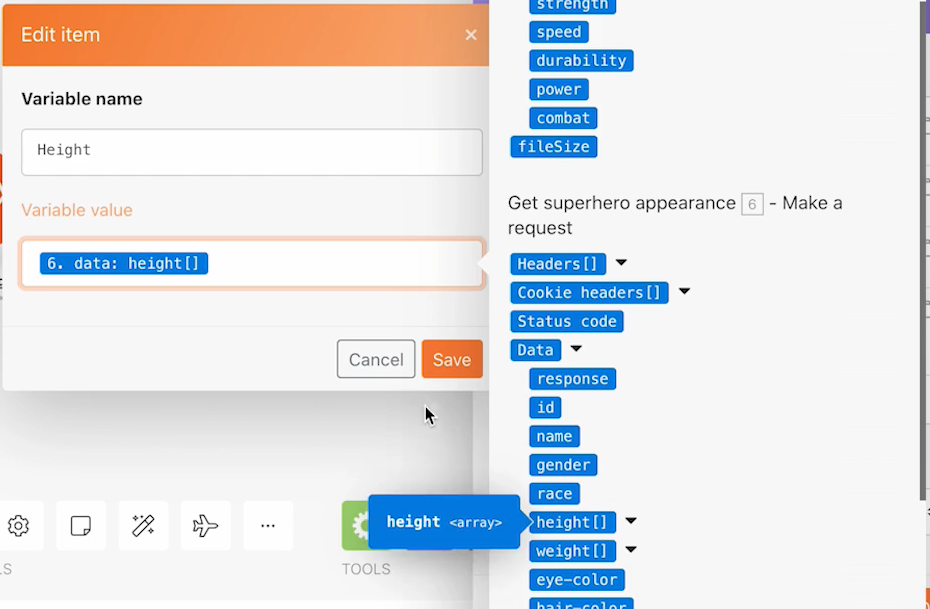 Edit item
×
Variable name
Height
Variable value
6. data: height[]
Cancel
Save
strength
speed
durability
power
combat
fileSize
Get superhero appearance 6 - Make a
request
Headers[]
Cookie headers[]
Status code
Data
response
id
name
gender
race
height <array>
height[]
weight[]
eye-color
hair-color
...
LS
TOOLS